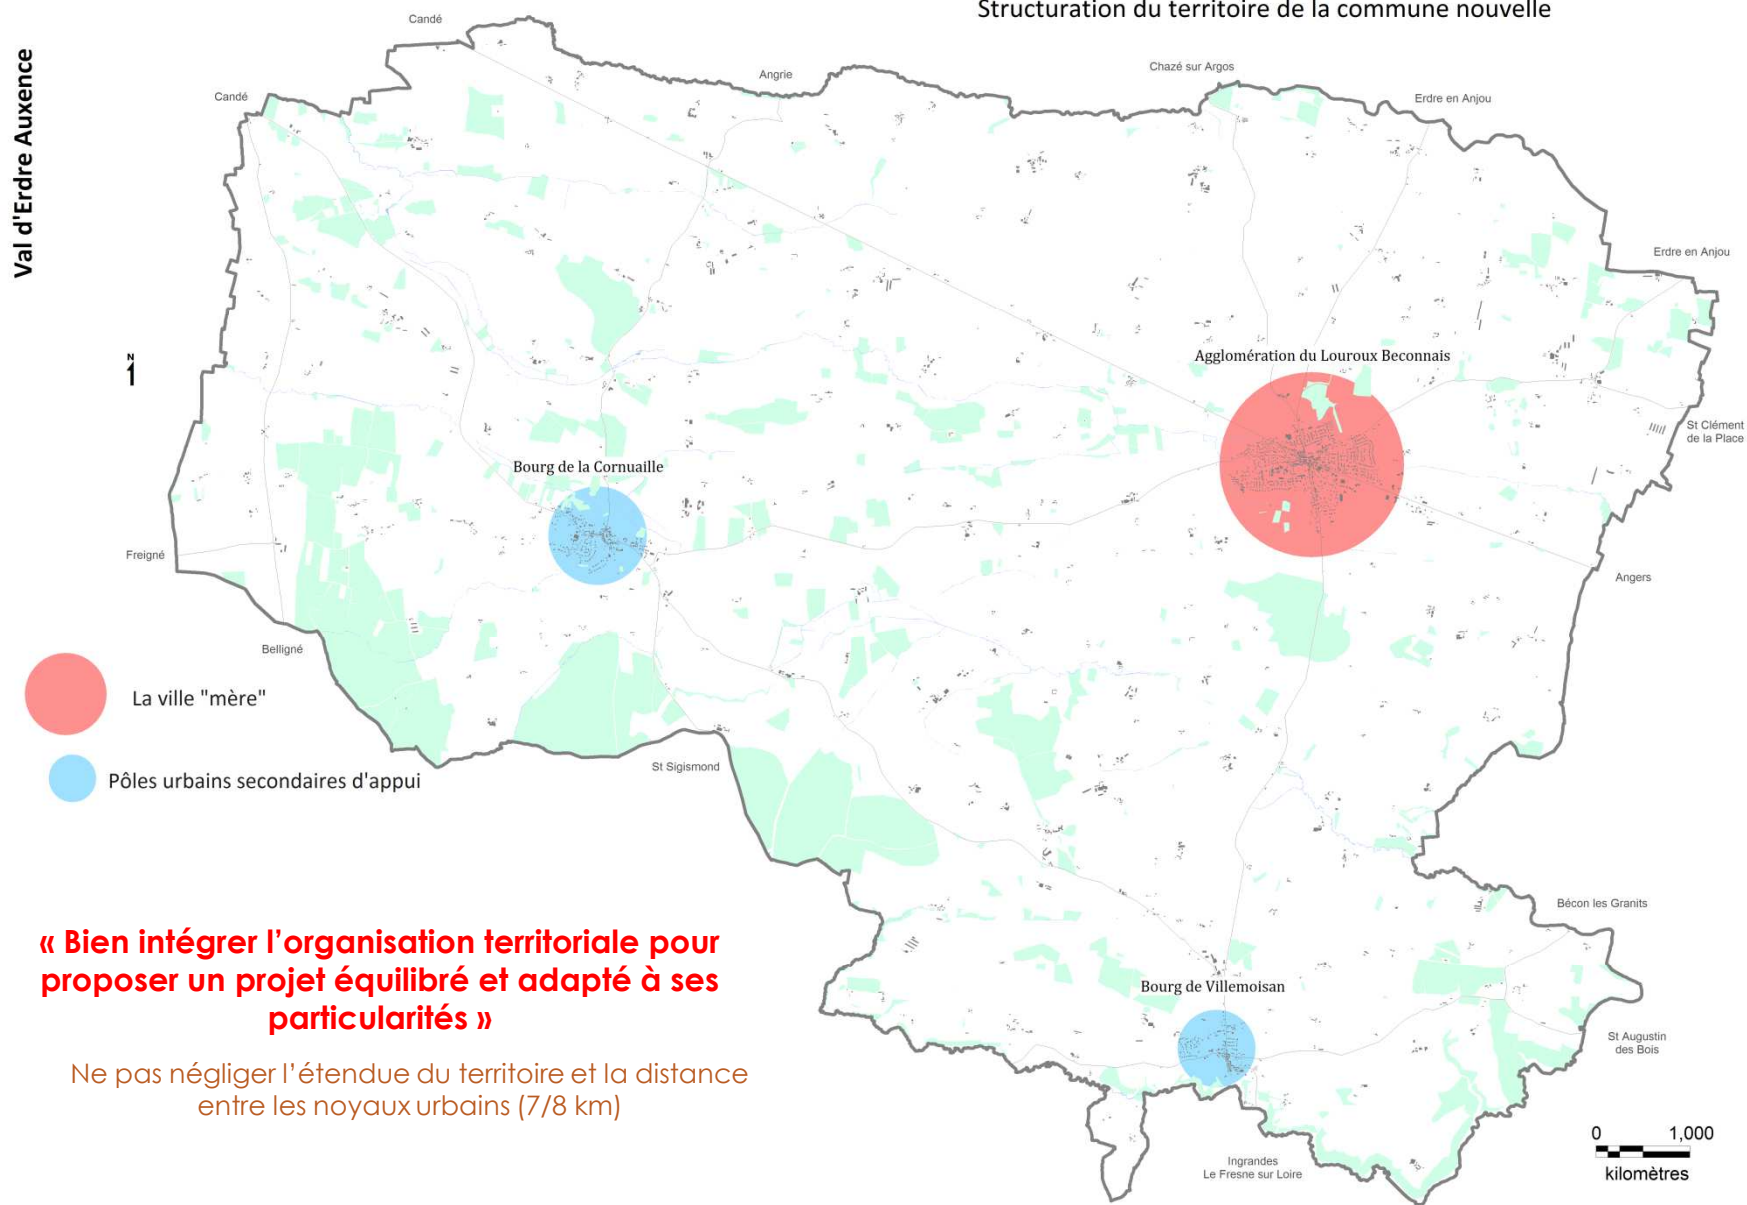 Structuration du territoire de la commune nouvelle
Val d'Erdre Auxence
Candé
Angrie
Chazé sur Argos
Candé
Erdre en Anjou
Erdre en Anjou
N
1
Agglomération du Louroux Beconnais
St Clément
de la Place
Bourg de la Cornuaille
Freigné
Angers
Belligné
La ville "mère"
St Sigismond
Pôles urbains secondaires d'appui
Bécon les Granits
« Bien intégrer l’organisation territoriale pour
proposer un projet équilibré et adapté à ses
particularités »
Bourg de Villemoisan
St Augustin
des Bois
Ne pas négliger l’étendue du territoire et la distance
entre les noyaux urbains (7/8 km)
0 1,000
kilomètres
Ingrandes
Le Fresne sur Loire